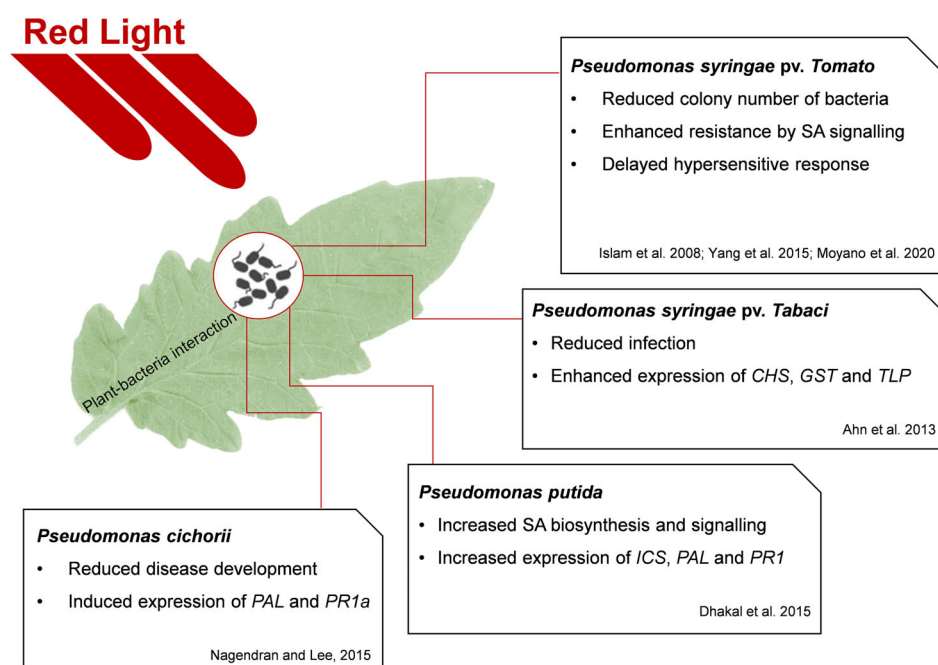 Red Light
Pseudomonas syringae pv. Tomato
• Reduced colony number of bacteria
• Enhanced resistance by SA signalling
• Delayed hypersensitive response
Islam et al. 2008; Yang et al. 2015; Moyano et al. 2020
Pseudomonas syringae pv. Tabaci
• Reduced infection
• Enhanced expression of CHS, GST and TLP
Ahn et al. 2013
Plant-bacteria interaction
Pseudomonas putida
• Increased SA biosynthesis and signalling
• Increased expression of ICS, PAL and PR1
Dhakal et al. 2015
Pseudomonas cichorii
• Reduced disease development
• Induced expression of PAL and PR1a
Nagendran and Lee, 2015